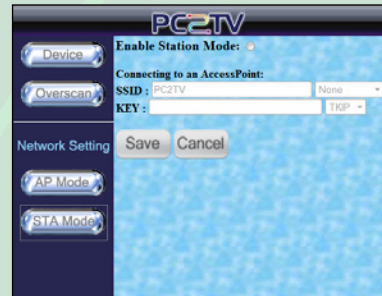 PC2TV
Device
Overscan
Network Setting
AP Mode
STA Mode
Enable Station Mode:
Connecting to an AccessPoint:
SSID : PC2TV None
KEY : TKIP
Save Cancel